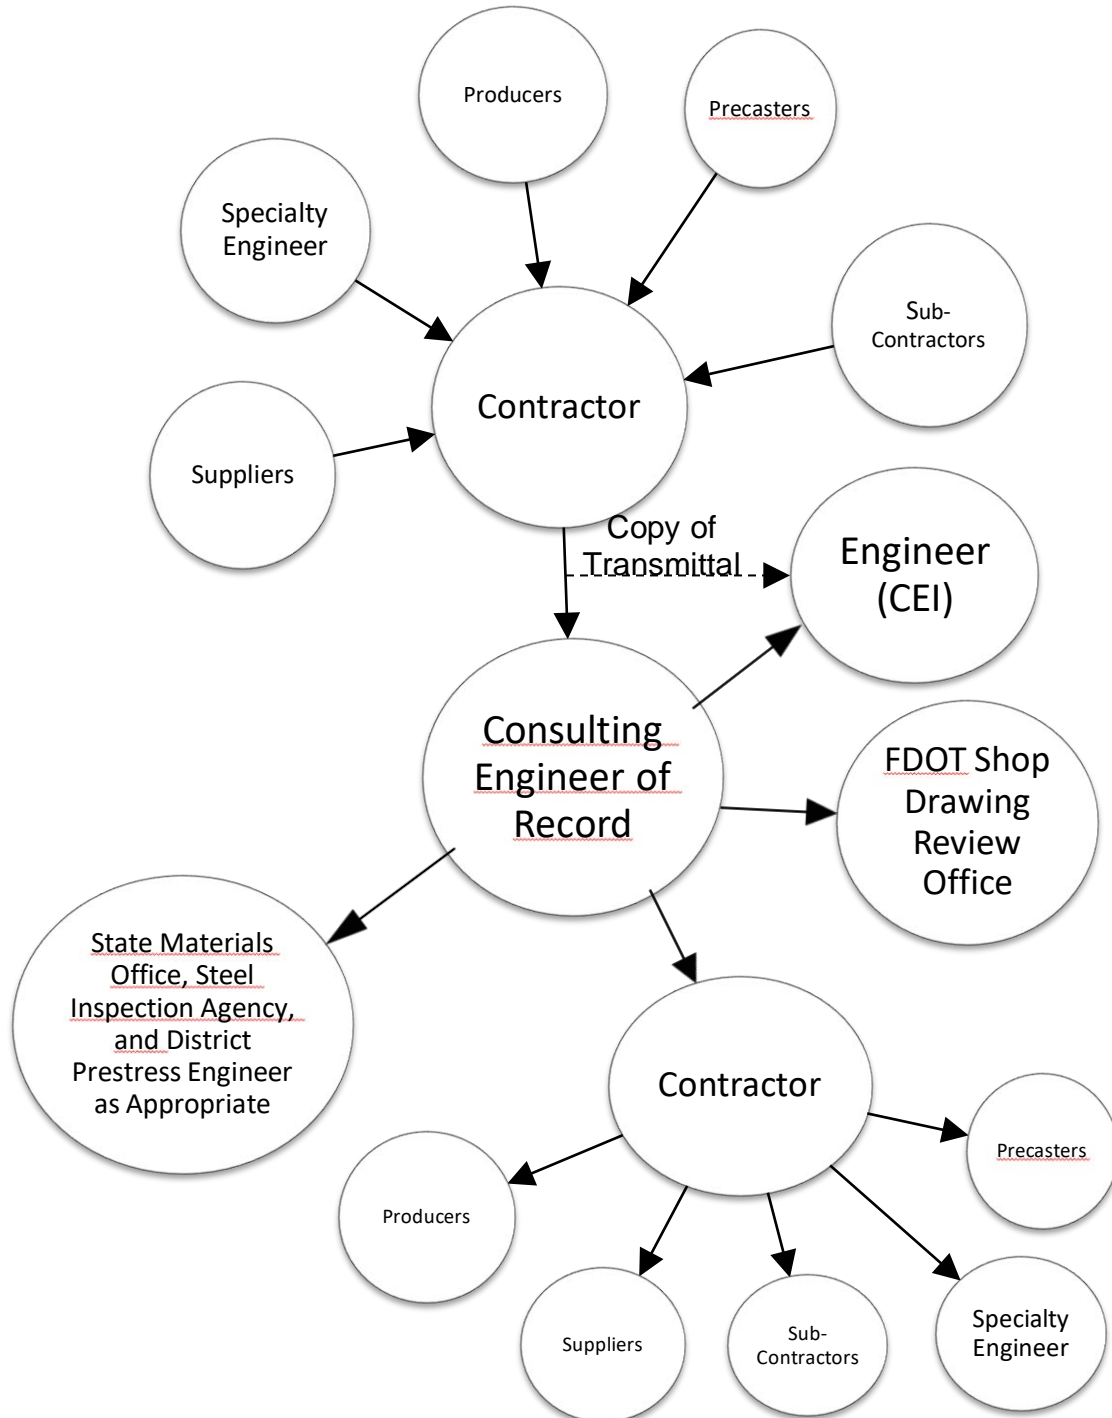 Producers
Precasters
Specialty
Engineer
Sub-
Contractors
Contractor
Suppliers
Copy of
Transmittal
Engineer
(CEI)
Consulting
Engineer of
Record
FDOT Shop
Drawing
Review
Office
State Materials
Office, Steel
Inspection Agency,
and District
Prestress Engineer
as Appropriate
Contractor
Precasters
Producers
Suppliers
Sub-
Contractors
Specialty
Engineer